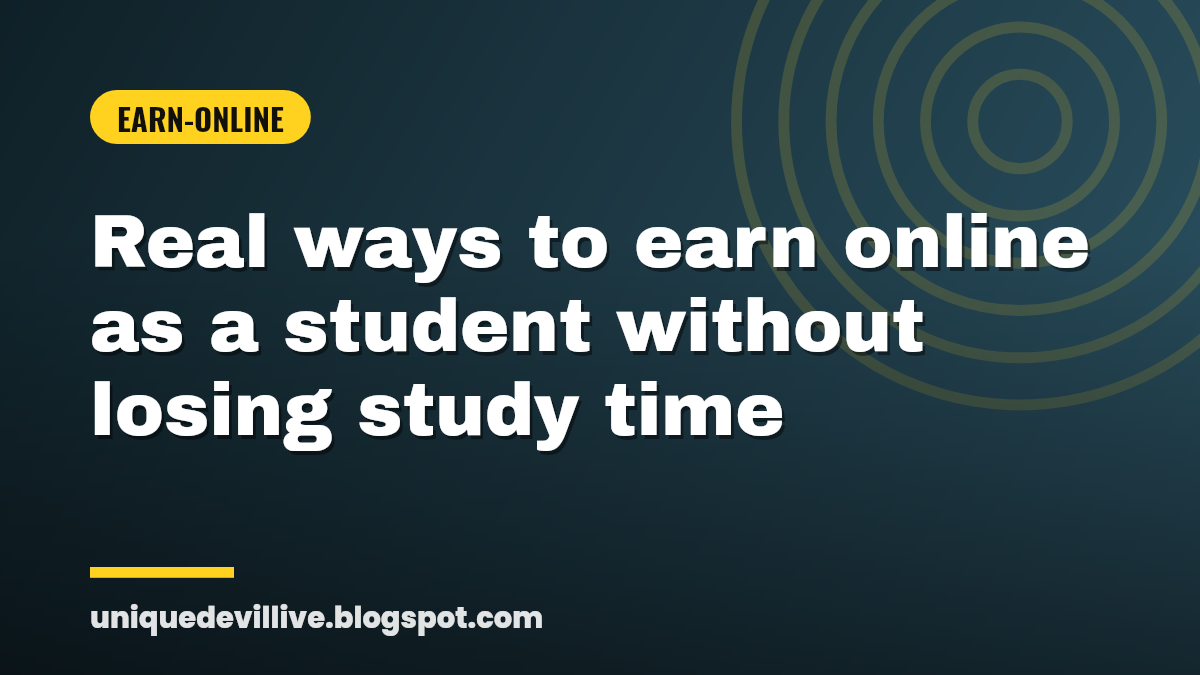 EARN-ONLINE
Real ways to earn online
as a student without
losing study time
uniquedevillive.blogspot.com